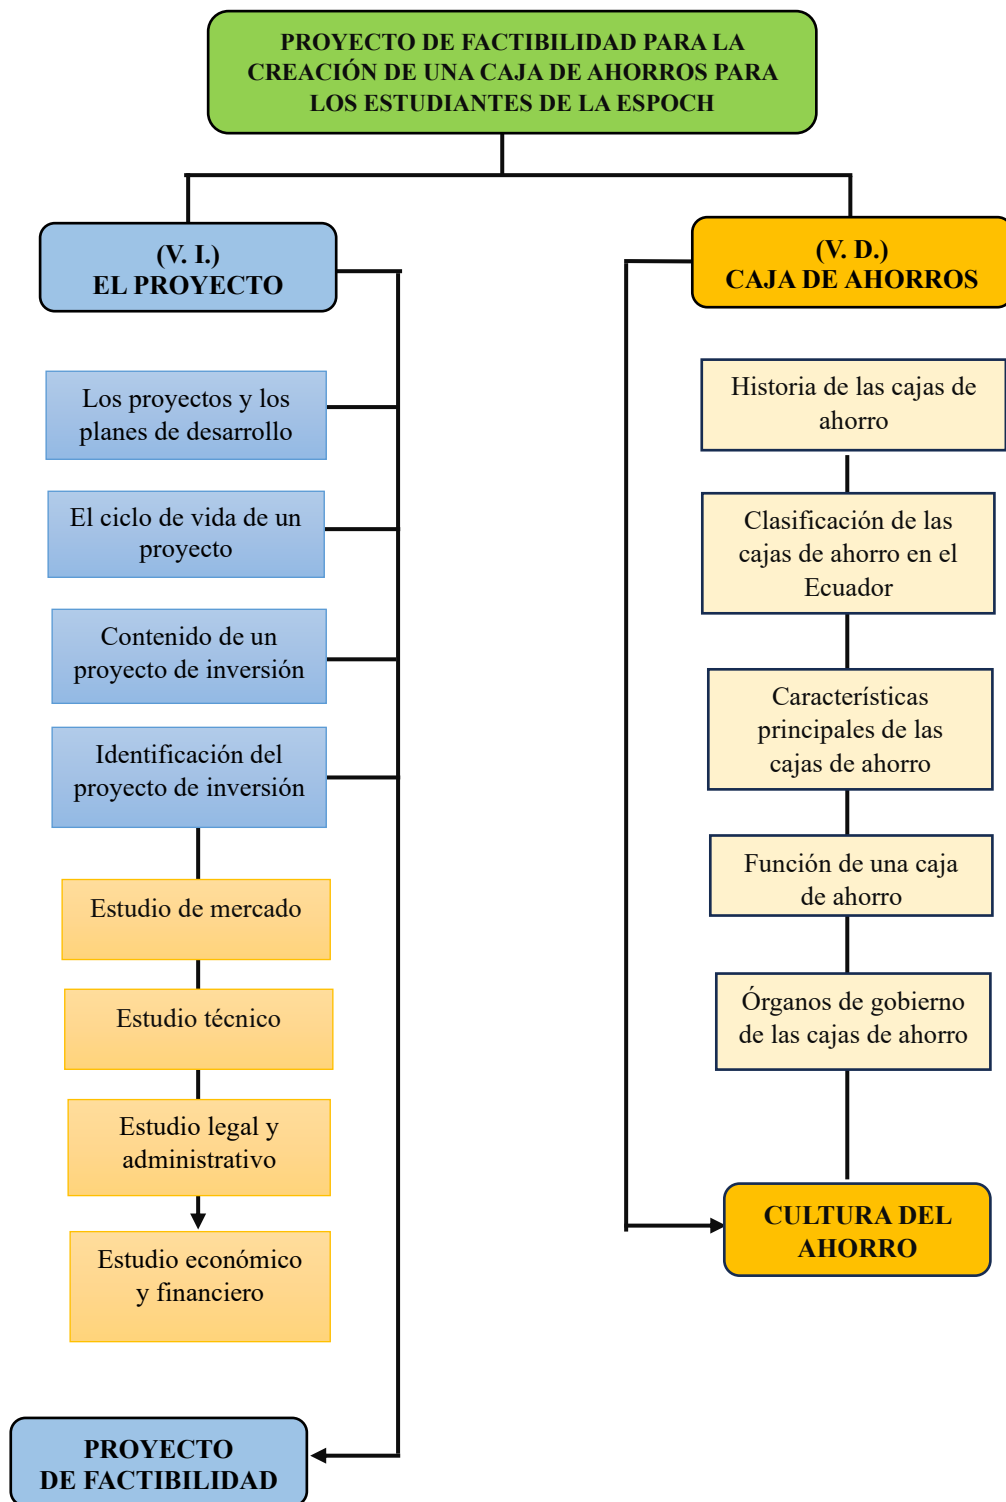 PROYECTO DE FACTIBILIDAD PARA LA
CREACIÓN DE UNA CAJA DE AHORROS PARA
LOS ESTUDIANTES DE LA ESPOCH
(V. I.)
EL PROYECTO
Los proyectos y los
planes de desarrollo
El ciclo de vida de un
proyecto
Contenido de un
proyecto de inversión
Identificación del
proyecto de inversión
Estudio de mercado
Estudio técnico
Estudio legal y
administrativo
Estudio económico
y financiero
PROYECTO
DE FACTIBILIDAD
(V. D.)
CAJA DE AHORROS
Historia de las cajas de
ahorro
Clasificación de las
cajas de ahorro en el
Ecuador
Características
principales de las
cajas de ahorro
Función de una caja
de ahorro
Órganos de gobierno
de las cajas de ahorro
CULTURA DEL
AHORRO